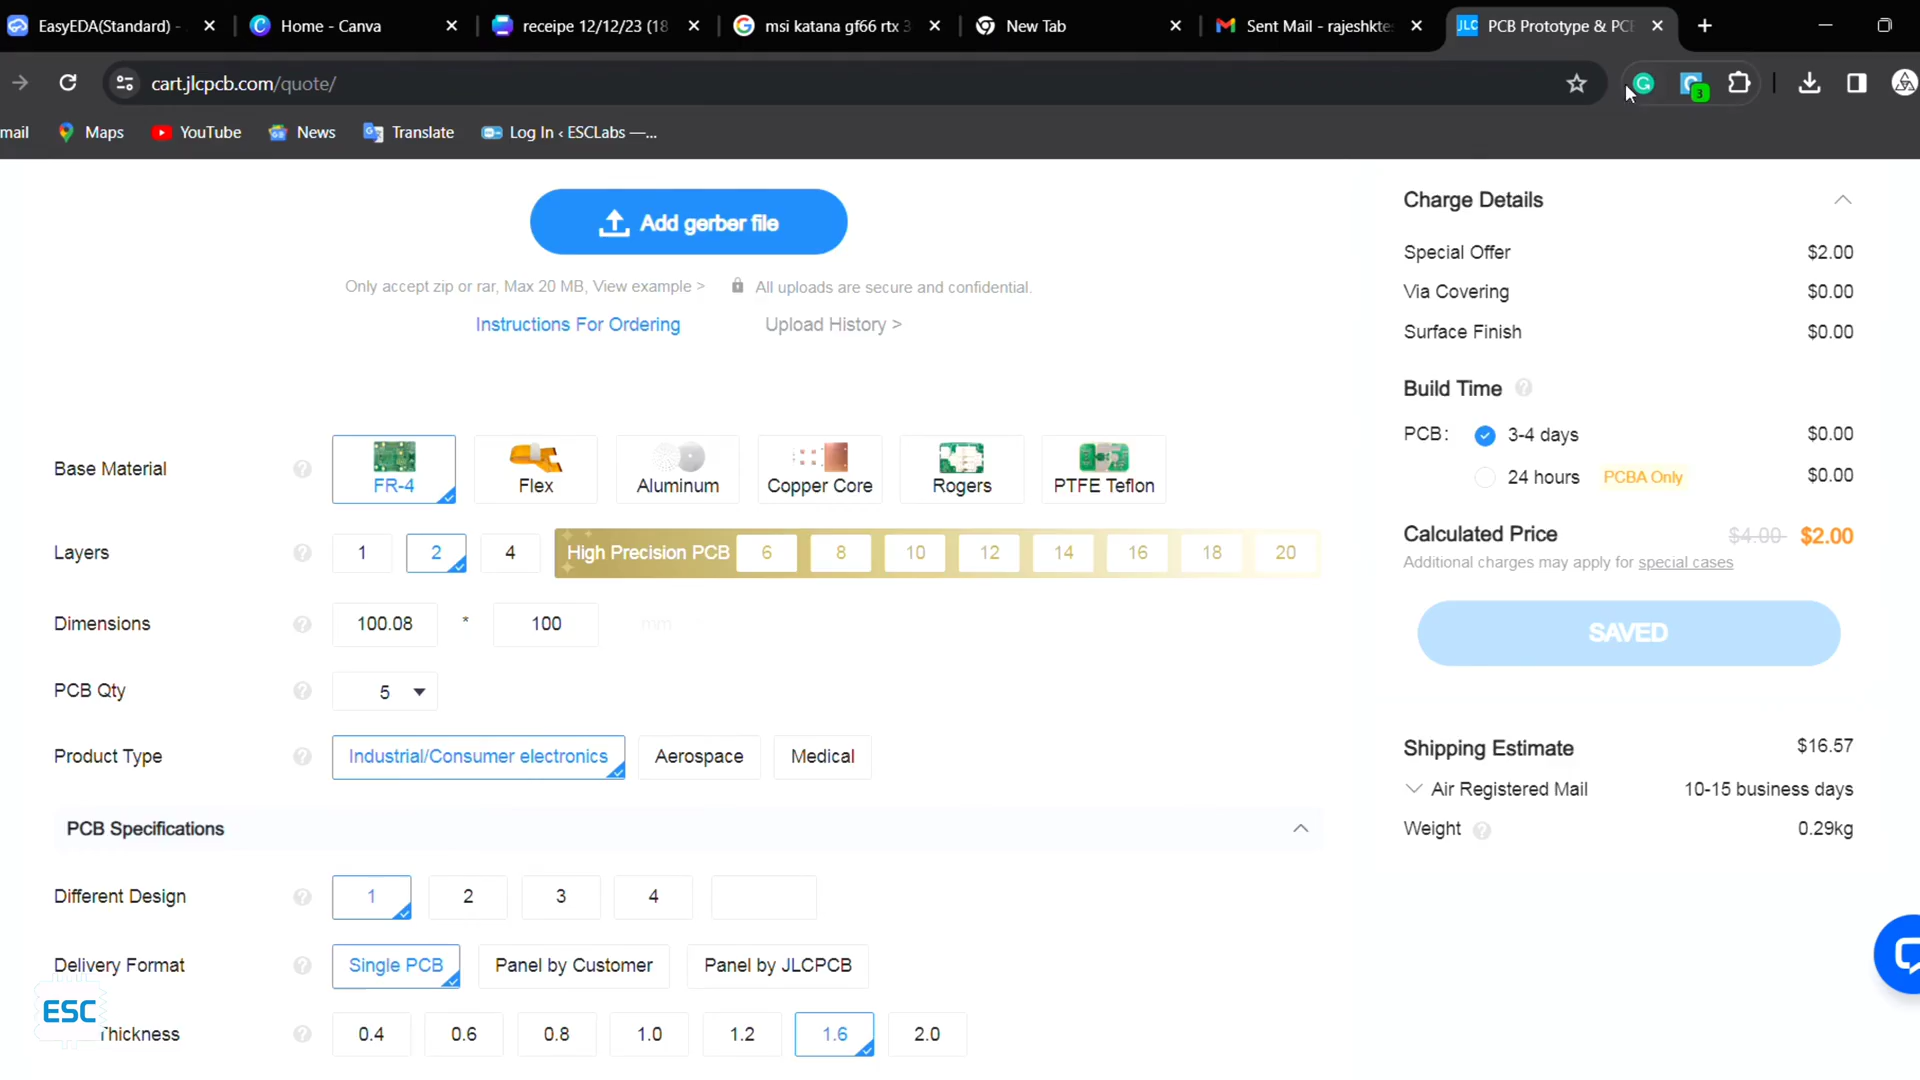 EasyEDA(Standard) -
Home - Canva
receipe 12/12/23 (18
msi katana gf66 rtx 3
New Tab
Sent Mail - rajeshkte
PCB Prototype & PC
cart.jlcpcb.com/quote/
3
mail
Maps
YouTube
News
Translate
Log In ‹ ESCLabs —...
Add gerber file
Only accept zip or rar, Max 20 MB, View example >
All uploads are secure and confidential.
Instructions For Ordering
Upload History >
Base Material
FR-4
Flex
Aluminum
Copper Core
Rogers
PTFE Teflon
Layers
1
2
4
High Precision PCB
6
8
10
12
14
16
18
20
Dimensions
100.08 * 100 mm
PCB Qty
5
Product Type
Industrial/Consumer electronics
Aerospace
Medical
PCB Specifications
Different Design
1
2
3
4
Delivery Format
Single PCB
Panel by Customer
Panel by JLCPCB
Thickness
0.4
0.6
0.8
1.0
1.2
1.6
2.0
ESC
Charge Details
Special Offer $2.00
Via Covering $0.00
Surface Finish $0.00
Build Time
PCB: 3-4 days $0.00
24 hours PCBA Only $0.00
Calculated Price $4.00 $2.00
Additional charges may apply for special cases
SAVED
Shipping Estimate $16.57
Air Registered Mail 10-15 business days
Weight 0.29kg